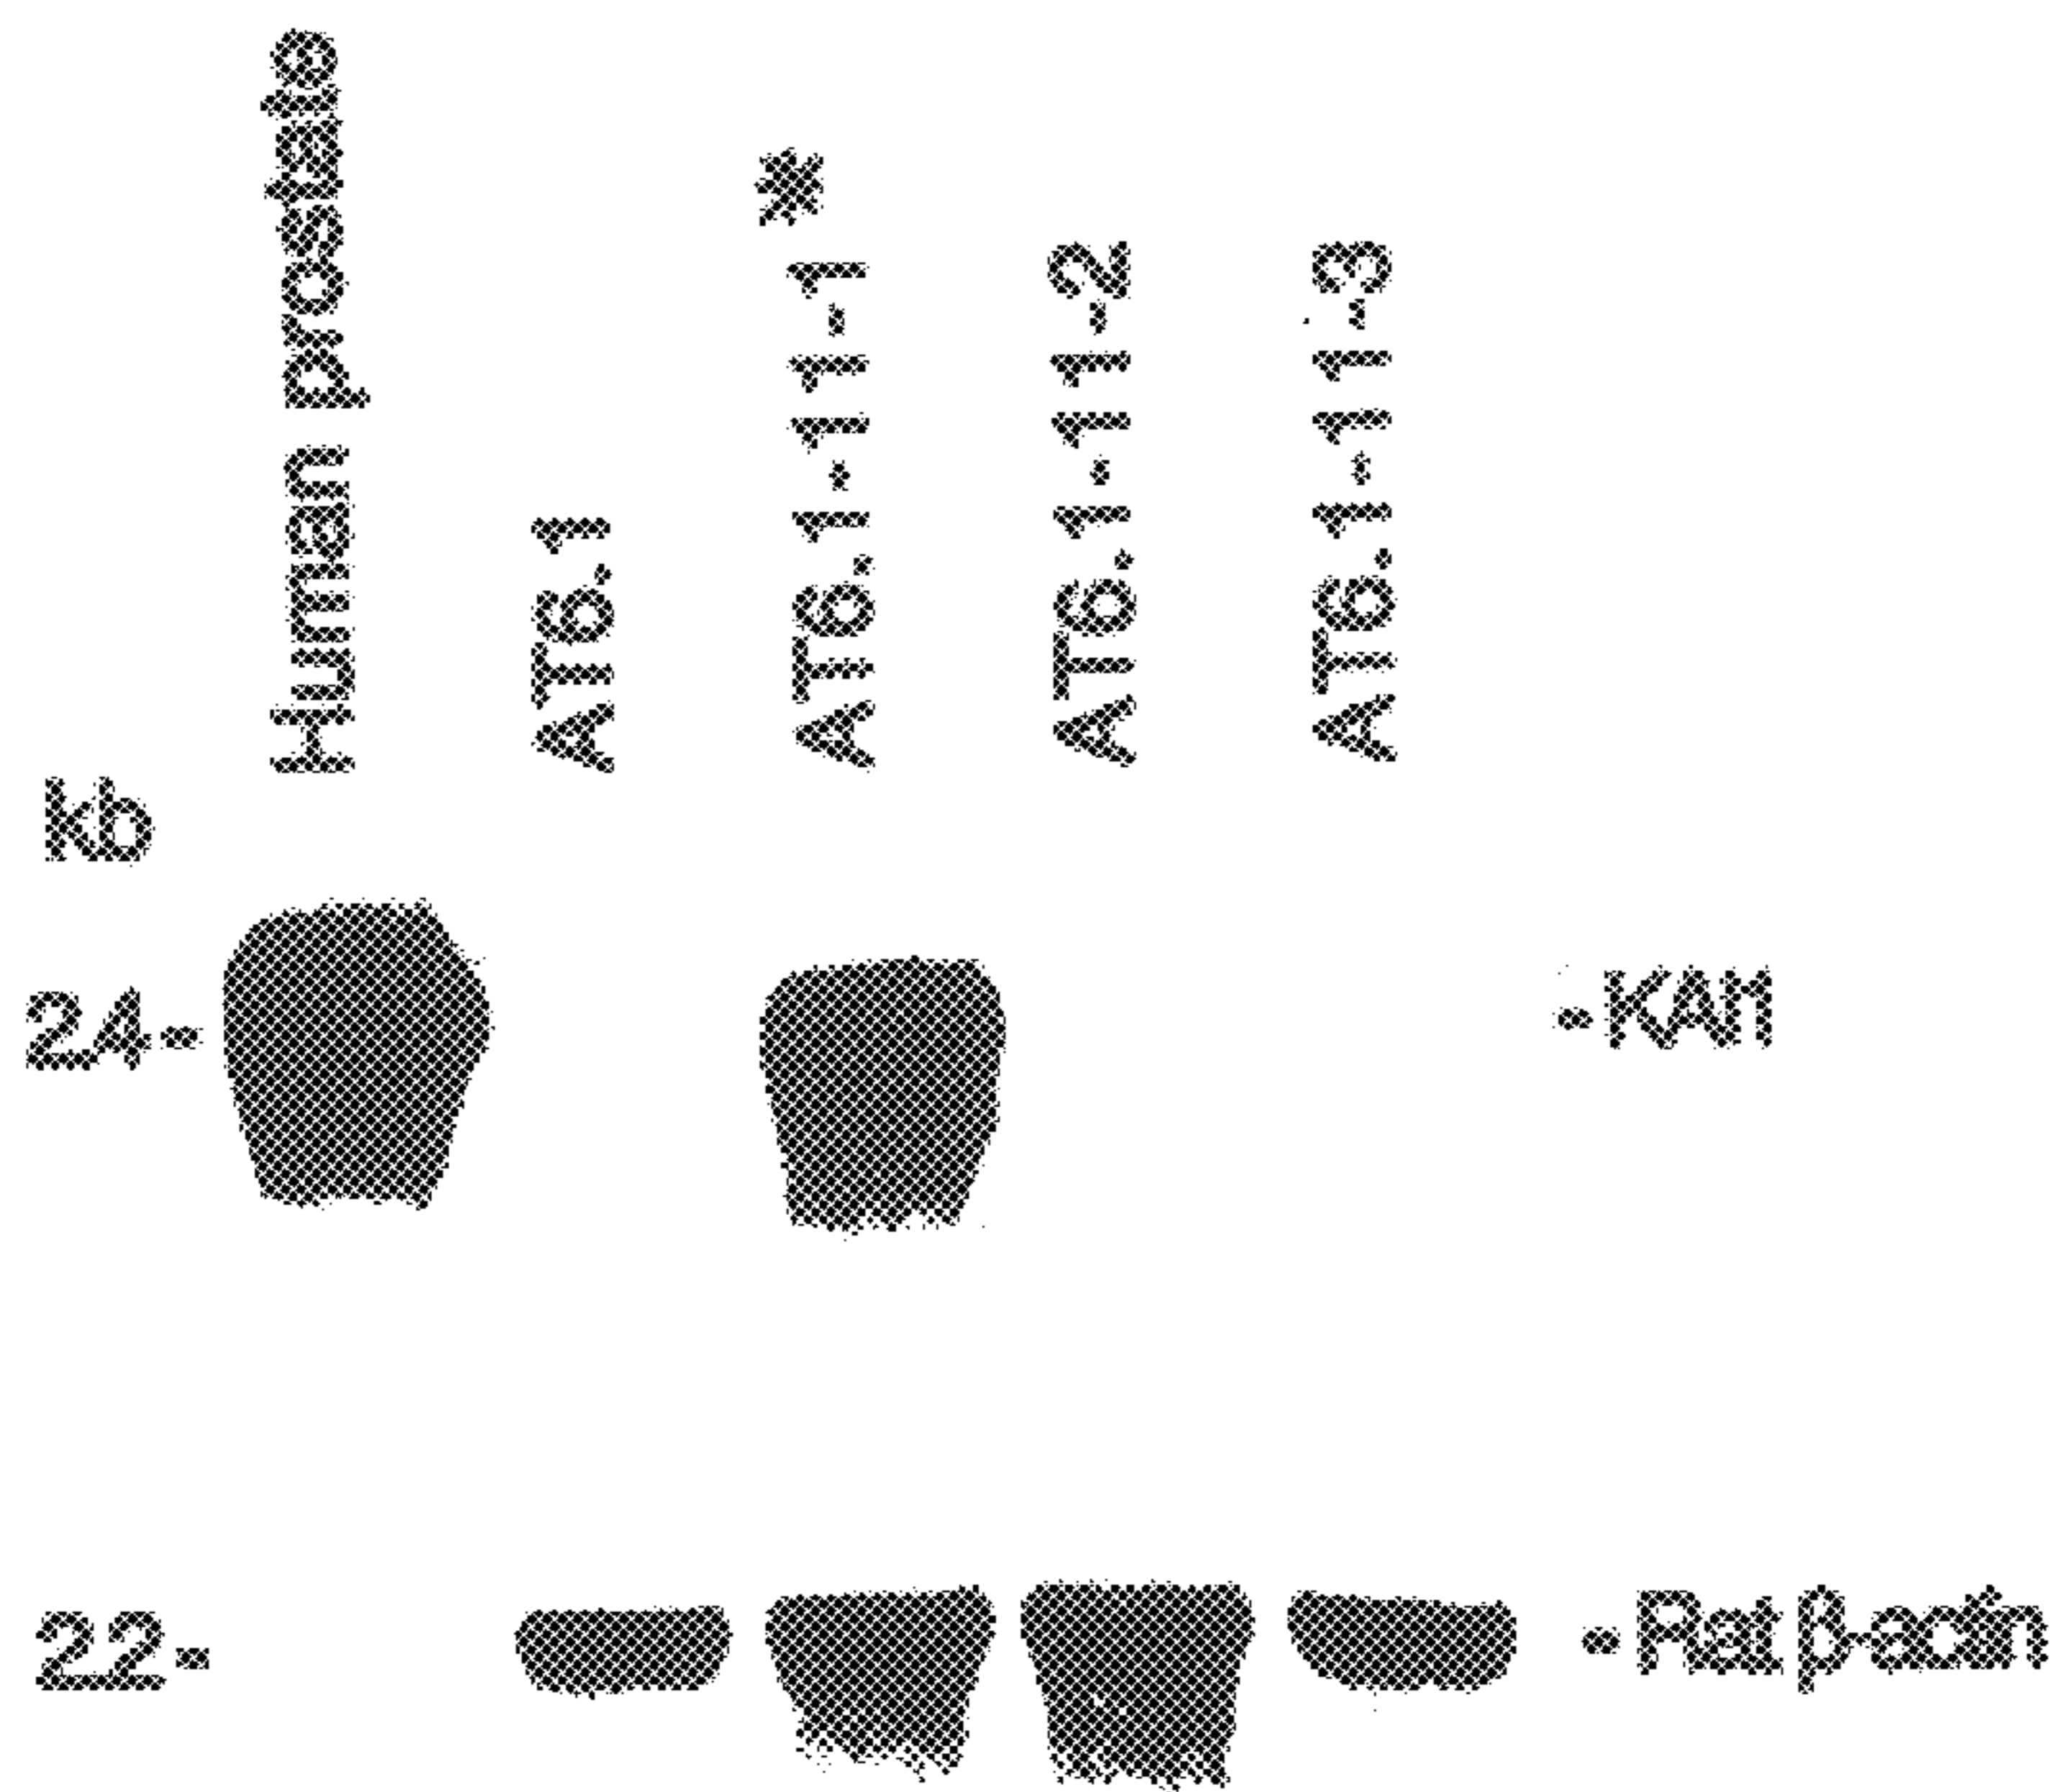 Human prostate
AT6.1
AT6.1-11-1 *
AT6.1-11-2
AT6.1-11-3
kb
24-
-KAI1
22-
-Rat β-actin